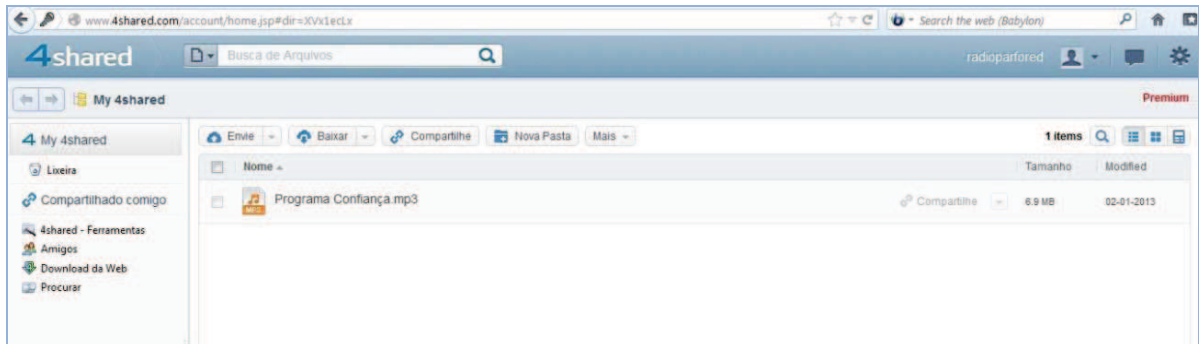 www.4shared.com/account/home.jsp#dir=XVx1ecLx
Search the web (Babylon)
4shared
Busca de Arquivos
radioparfored
My 4shared
Premium
4 My 4shared
Envie
Baixar
Compartilhe
Nova Pasta
Mais
1 items
Lixeira
Nome
Tamanho
Modified
Compartilhado comigo
MP3
Programa Confiança.mp3
Compartilhe
6.9 MB
02-01-2013
4shared - Ferramentas
Amigos
Download da Web
Procurar